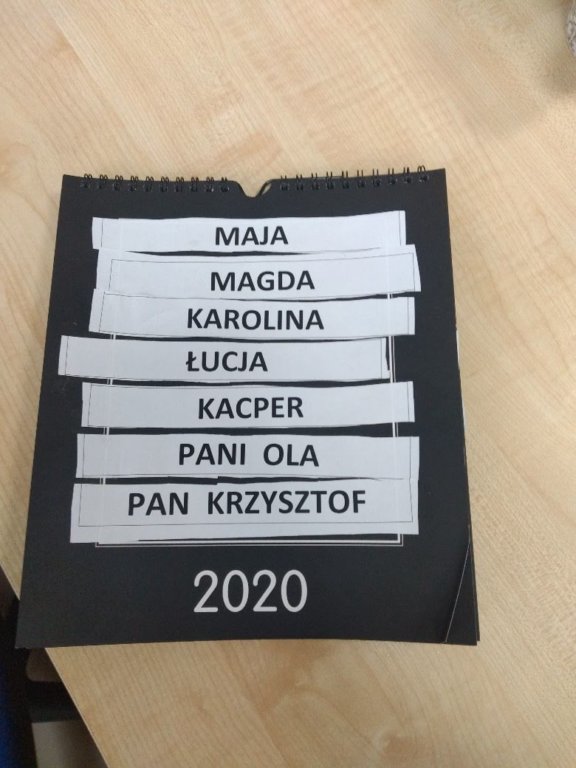 MAJA
MAGDA
KAROLINA
ŁUCJA
KACPER
PANI OLA
PAN KRZYSZTOF
2020